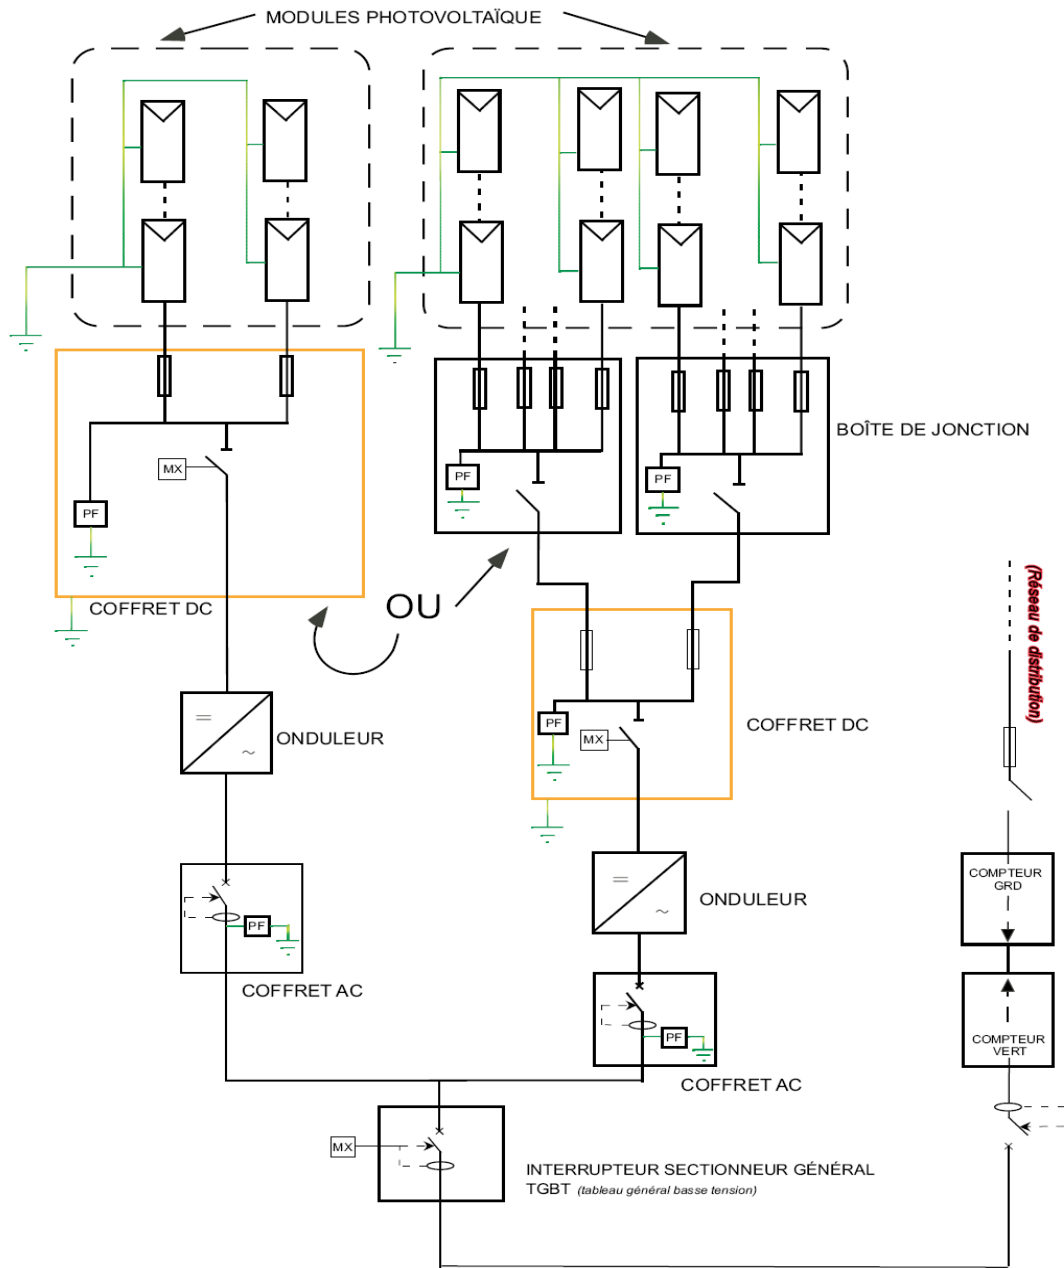 MODULES PHOTOVOLTAÏQUE
BOÎTE DE JONCTION
MX
PF
PF
PF
COFFRET DC
OU
(Réseau de distribution)
ONDULEUR
PF
MX
COFFRET DC
COMPTEUR
GRD
ONDULEUR
PF
COFFRET AC
PF
COMPTEUR
VERT
COFFRET AC
MX
INTERRUPTEUR SECTIONNEUR GÉNÉRAL
TGBT (tableau général basse tension)